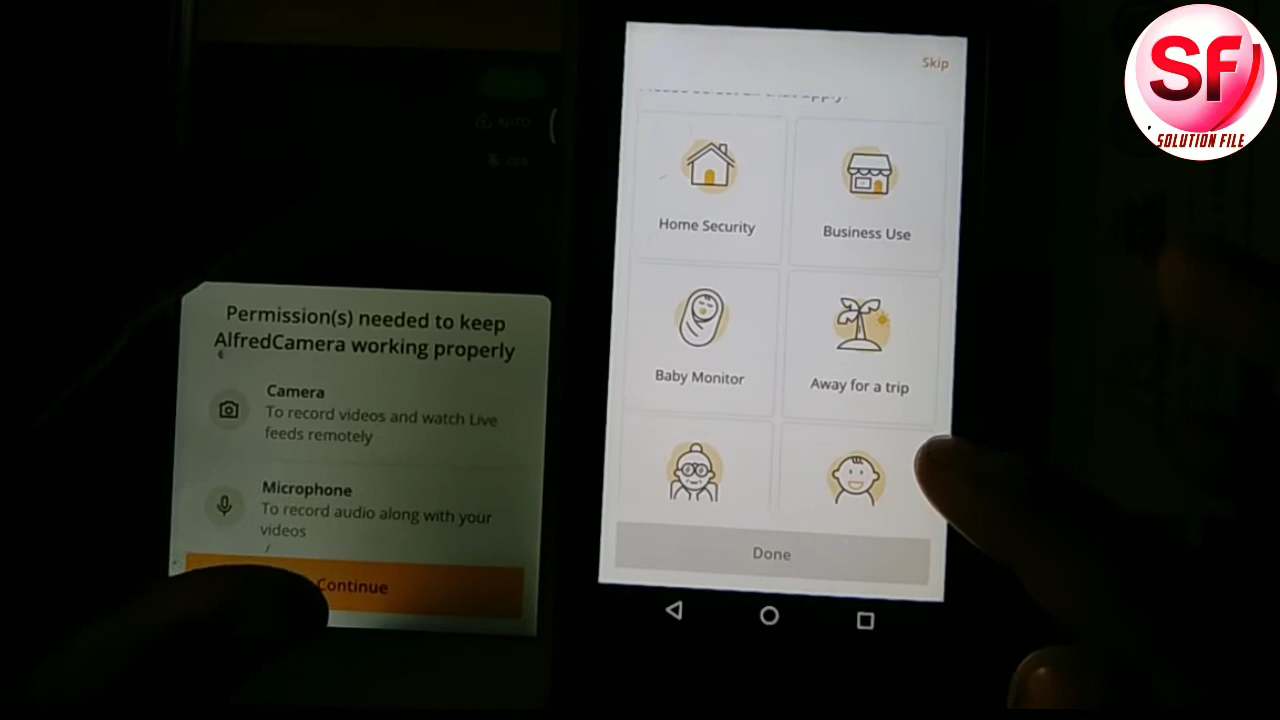 SF
SOLUTION FILE
AUTO
OFF
Permission(s) needed to keep
AlfredCamera working properly
Camera
To record videos and watch Live
feeds remotely
Microphone
To record audio along with your
videos
Continue
Skip
Home Security
Business Use
Baby Monitor
Away for a trip
Done